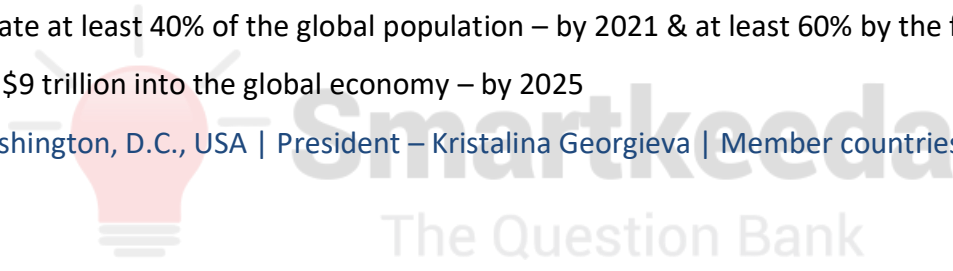 ate at least 40% of the global population – by 2021 & at least 60% by the
$9 trillion into the global economy – by 2025
shington, D.C., USA | President – Kristalina Georgieva | Member countries
Smartkeeda
The Question Bank